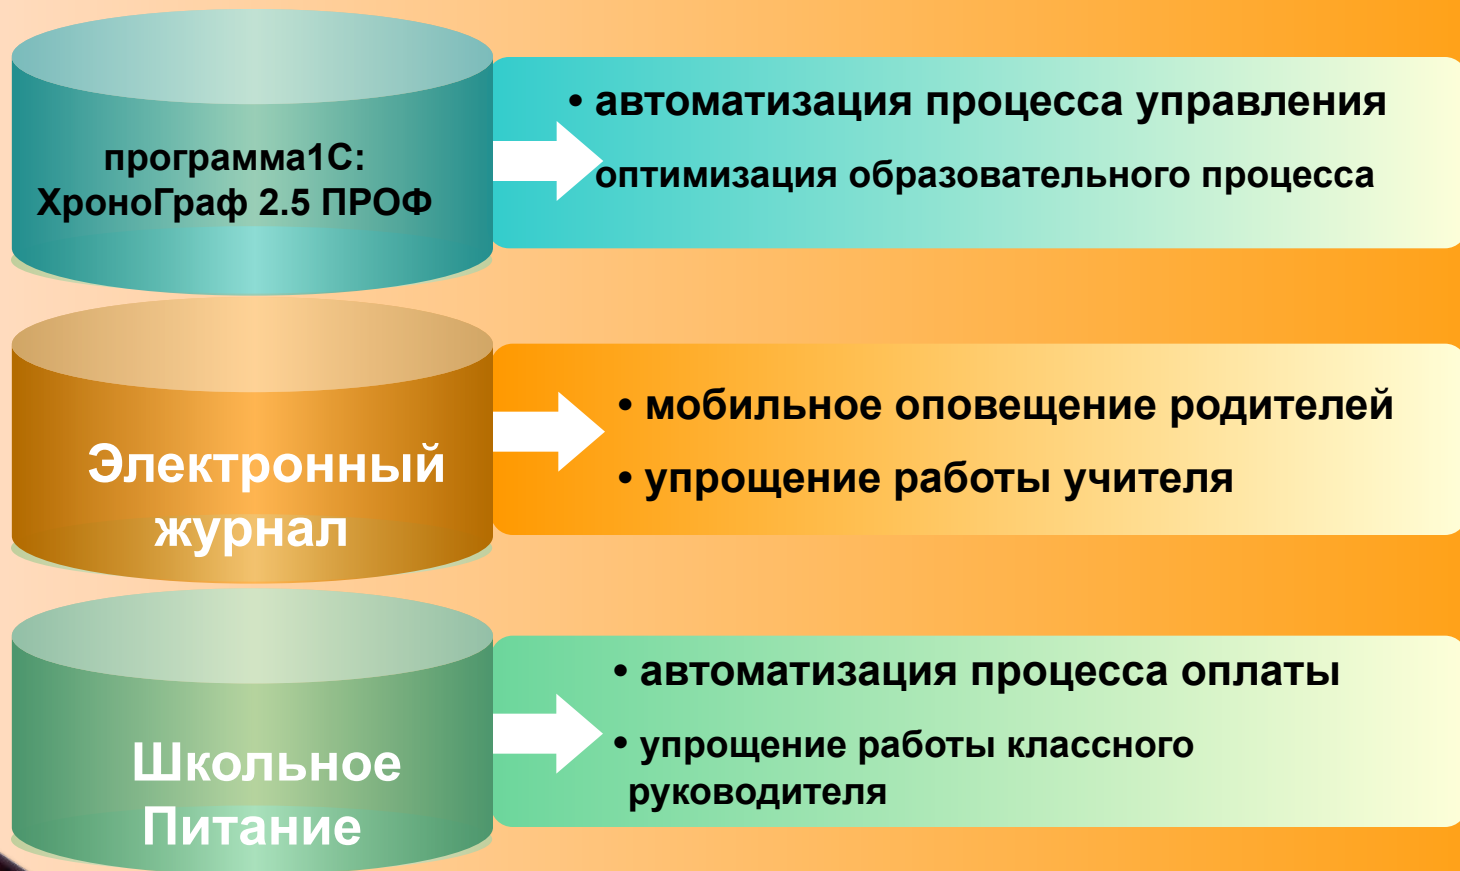 программа1С:
ХроноГраф 2.5 ПРОФ
• автоматизация процесса управления
оптимизация образовательного процесса
Электронный
журнал
• мобильное оповещение родителей
• упрощение работы учителя
Школьное
Питание
• автоматизация процесса оплаты
• упрощение работы классного
руководителя